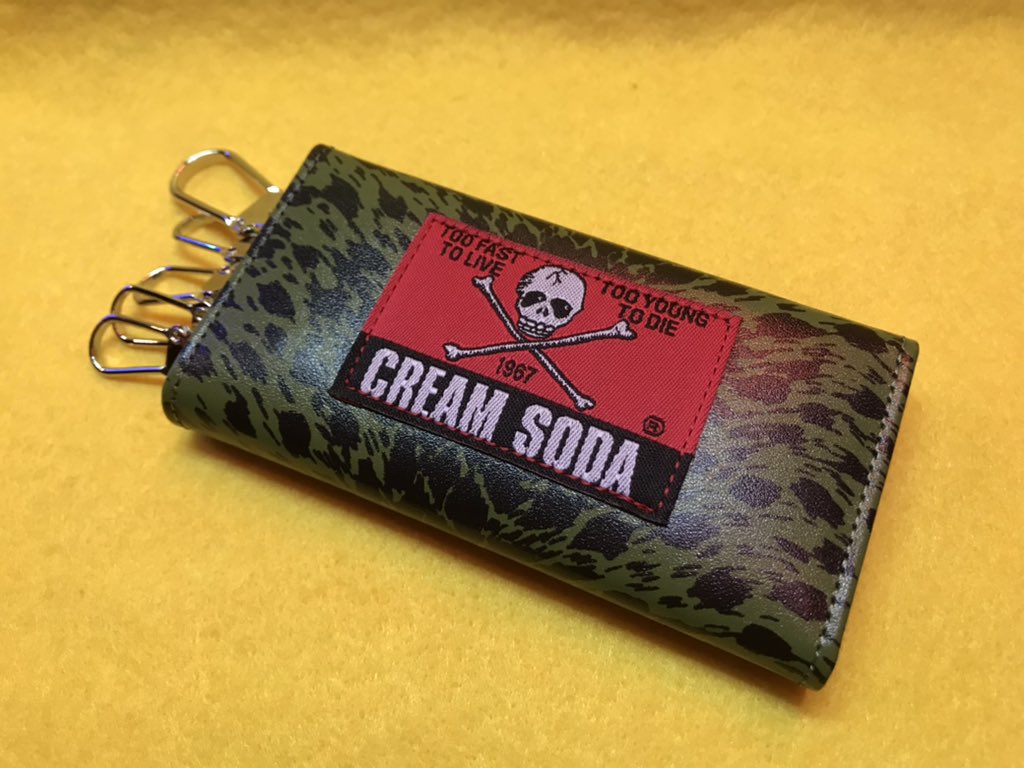 TOO FAST
TO LIVE
TOO YOUNG
TO DIE
1967
®
CREAM SODA